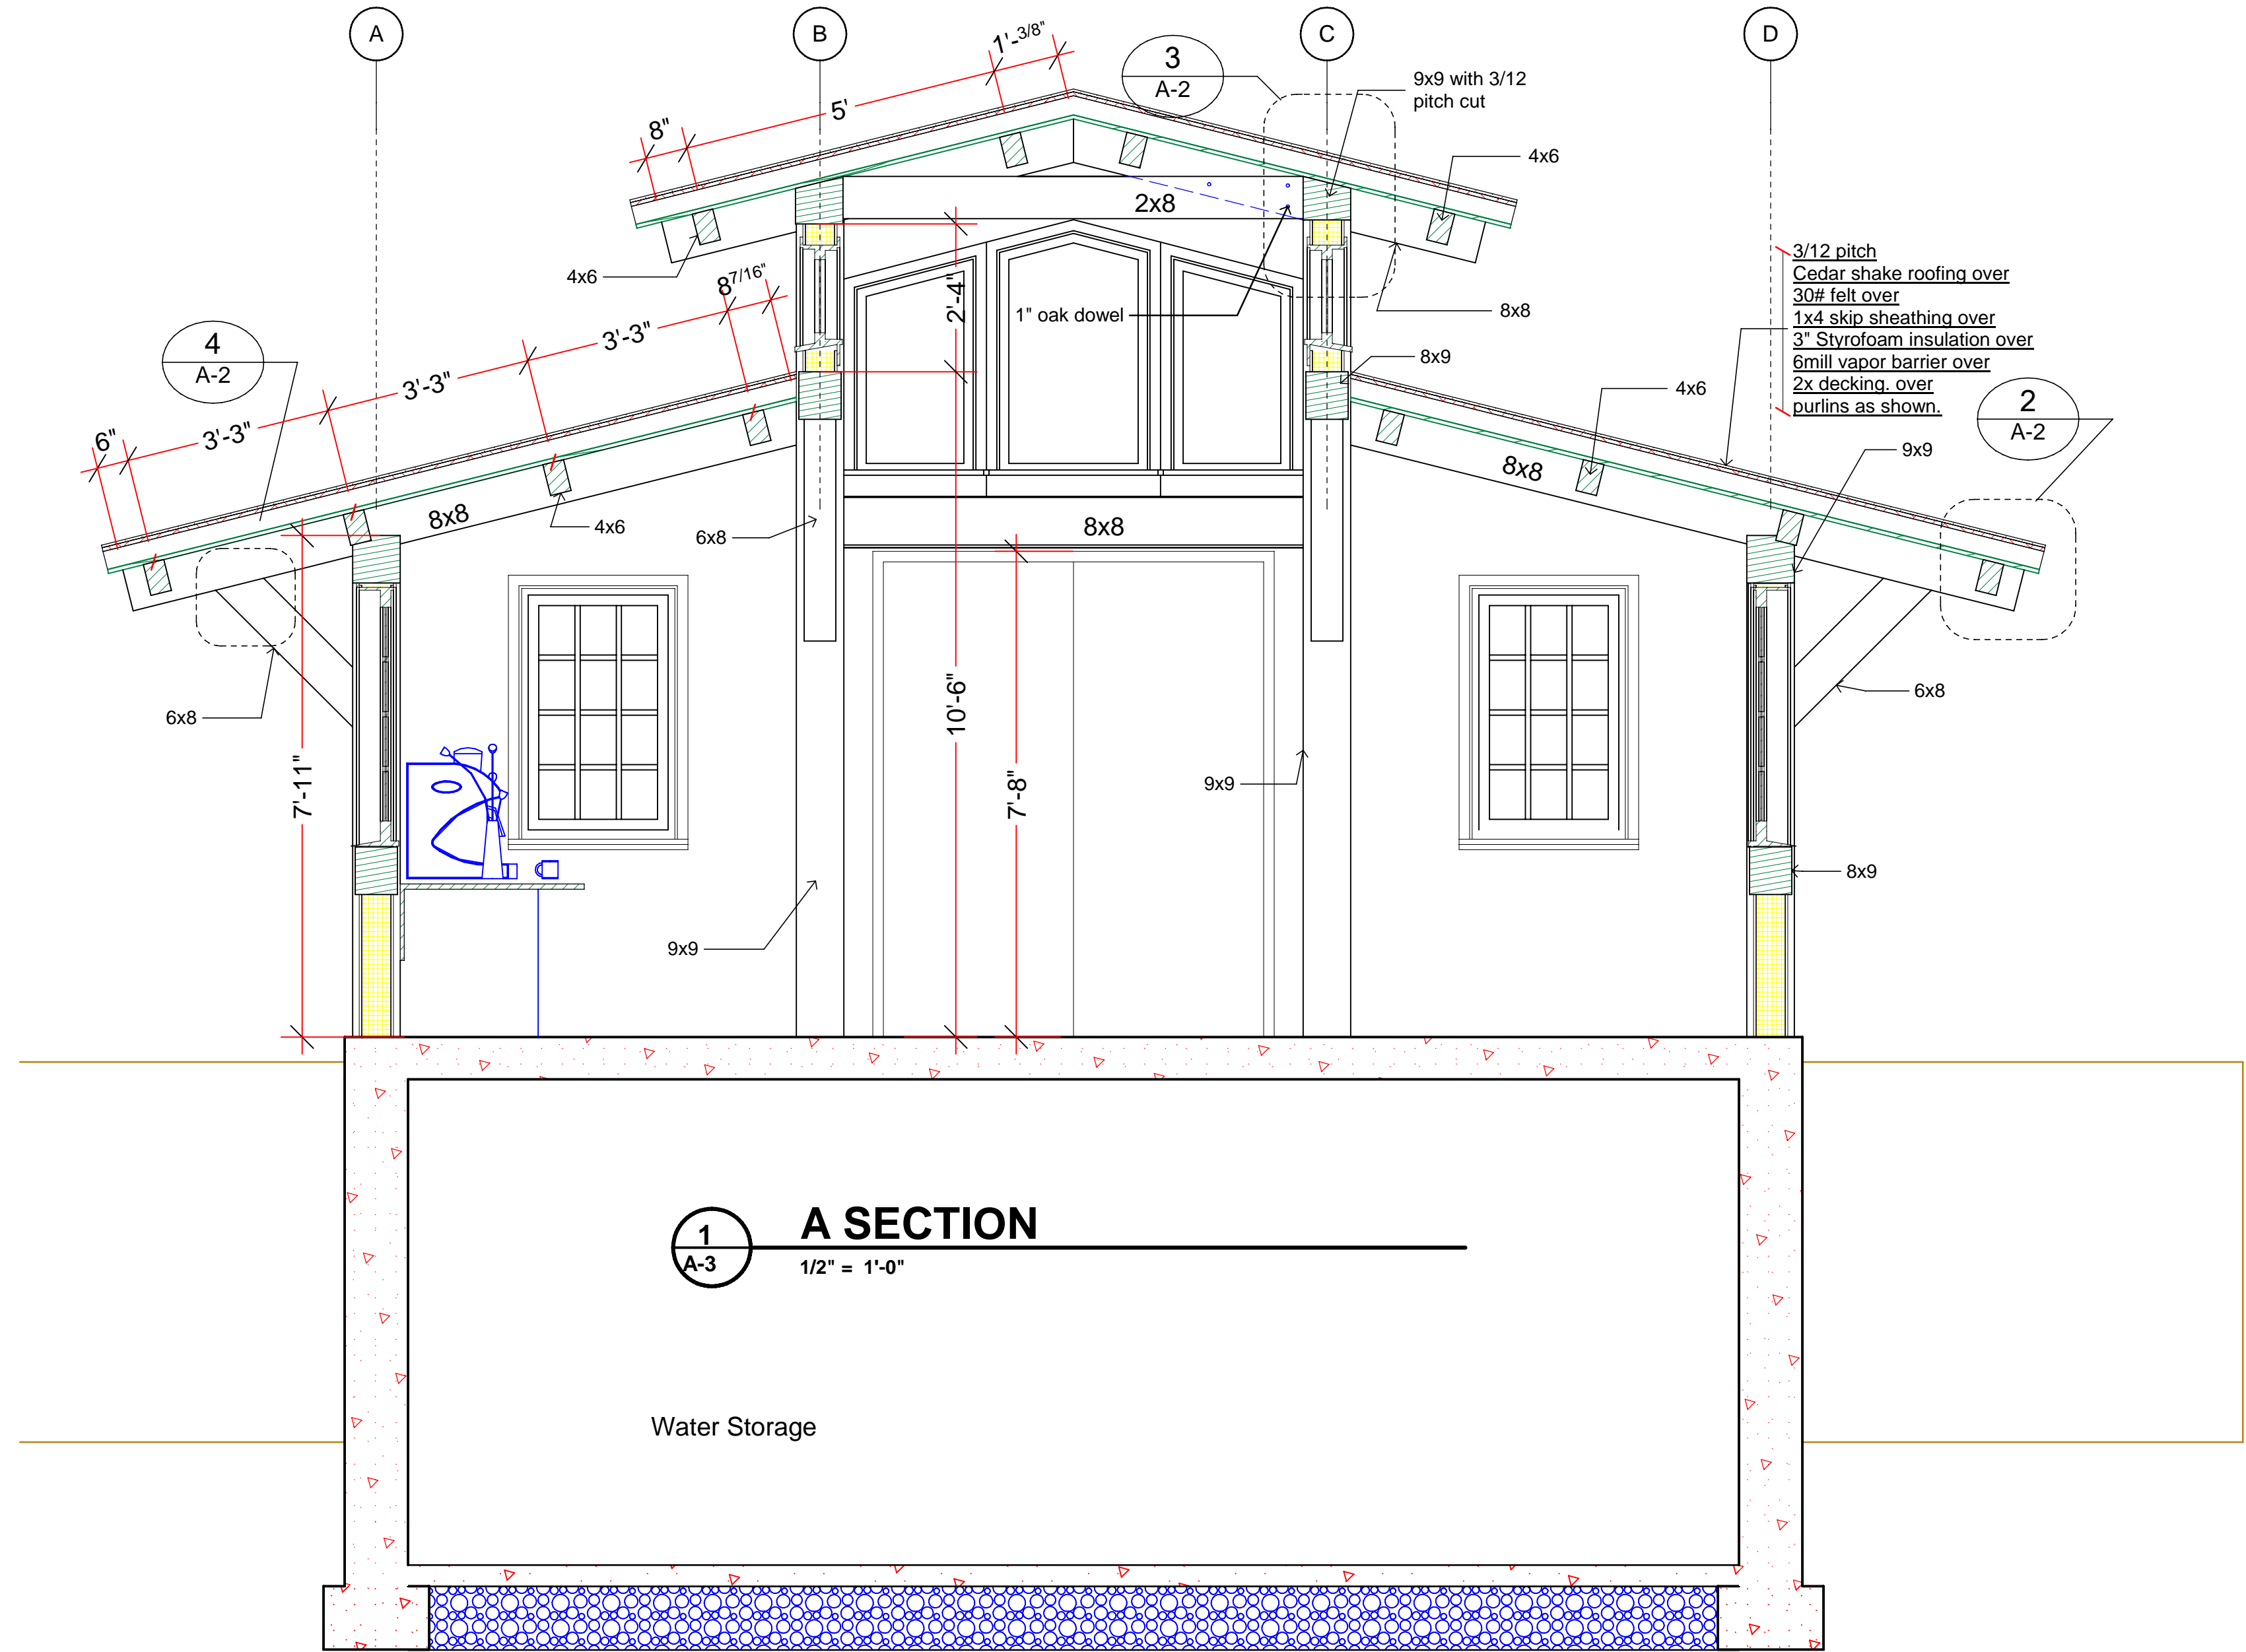 A
B
C
D
1'-3/8"
5'
8"
3
A-2
9x9 with 3/12
pitch cut
4x6
2x8
4x6
8x8
1" oak dowel
2'-4"
8 7/16"
3'-3"
3'-3"
3'-3"
6"
4
A-2
3/12 pitch
Cedar shake roofing over
30# felt over
1x4 skip sheathing over
3" Styrofoam insulation over
6mill vapor barrier over
2x decking. over
purlins as shown.
8x9
4x6
2
A-2
9x9
8x8
8x8
4x6
6x8
8x8
6x8
7'-11"
10'-6"
7'-8"
9x9
6x8
9x9
8x9
1
A-3
A SECTION
1/2" = 1'-0"
Water Storage